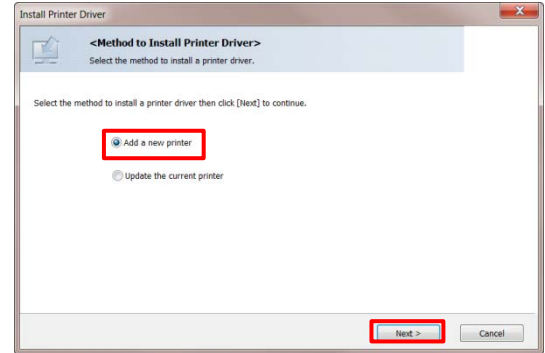 Install Printer Driver
<Method to Install Printer Driver>
Select the method to install a printer driver.
Select the method to install a printer driver then click [Next] to continue.
Add a new printer
Update the current printer
Next >
Cancel